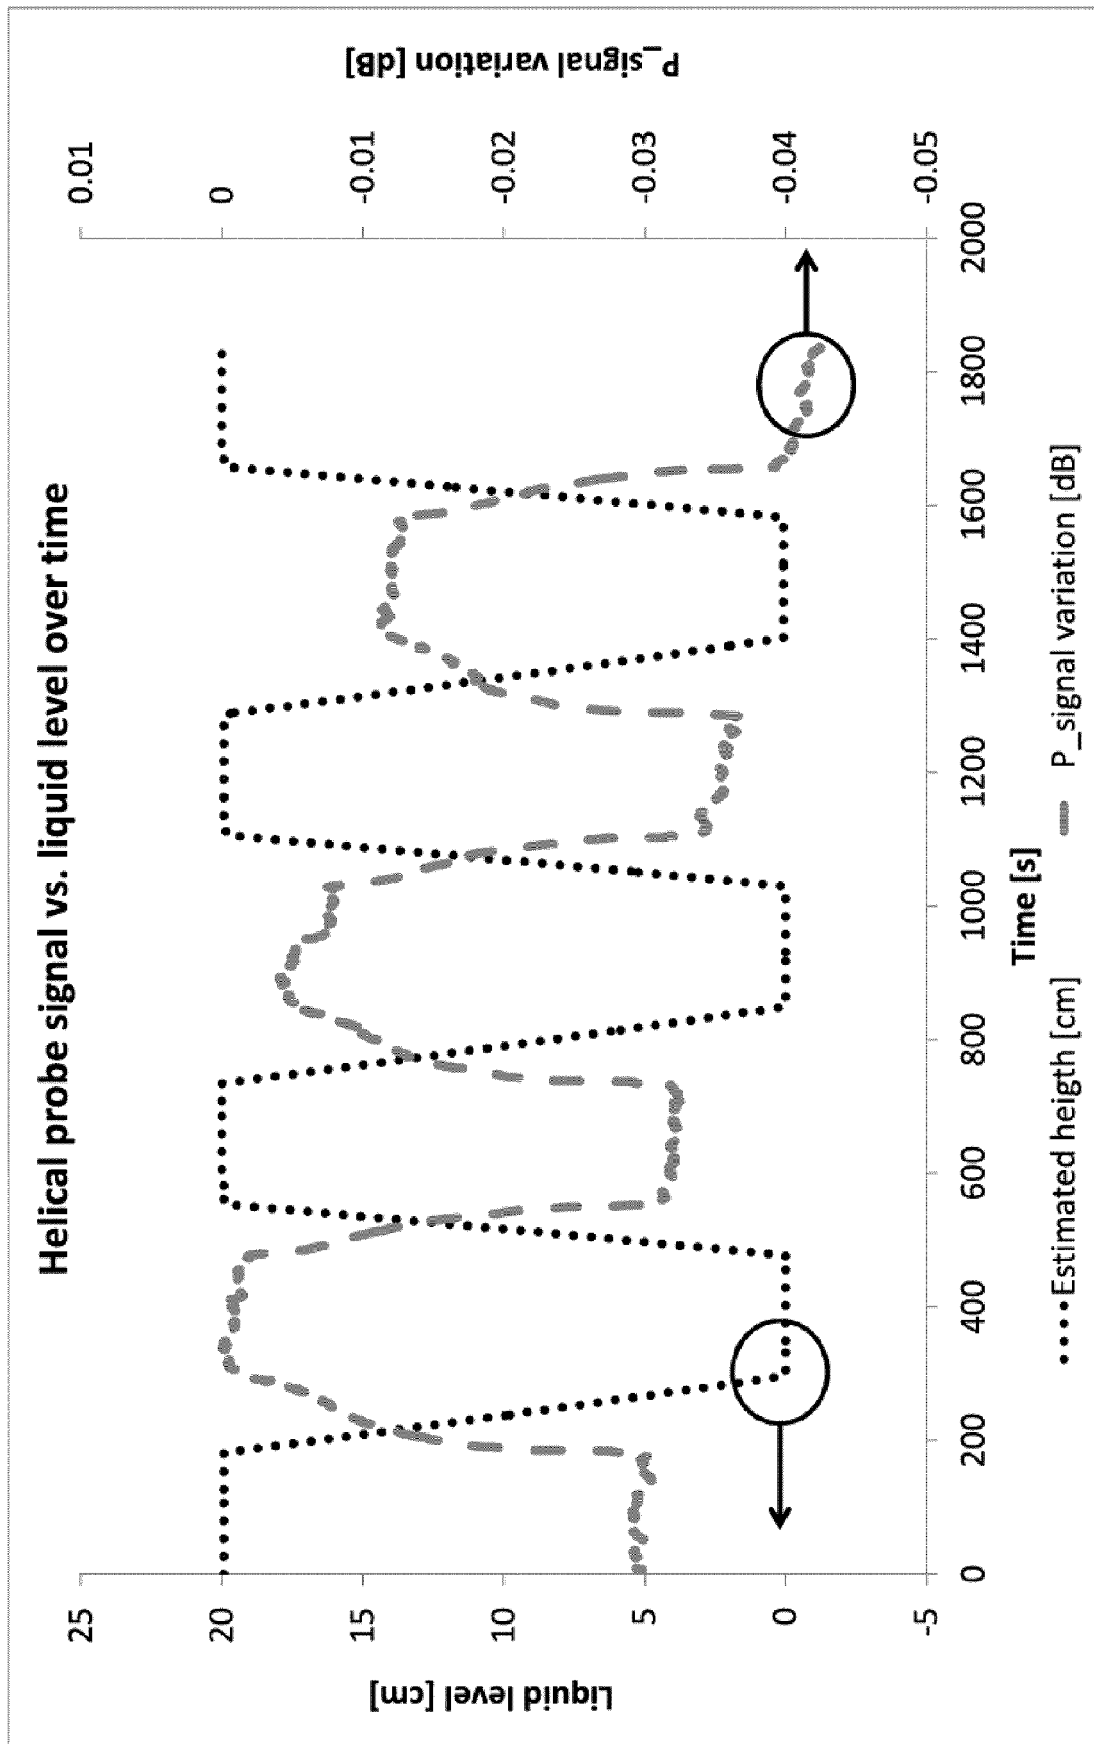 Helical probe signal vs. liquid level over time
Liquid level [cm]
25
20
15
10
5
0
-5
P_signal variation [dB]
0.01
0
-0.01
-0.02
-0.03
-0.04
-0.05
0 200 400 600 800 1000 1200 1400 1600 1800 2000
Time [s]
Estimated heigth [cm] P_signal variation [dB]